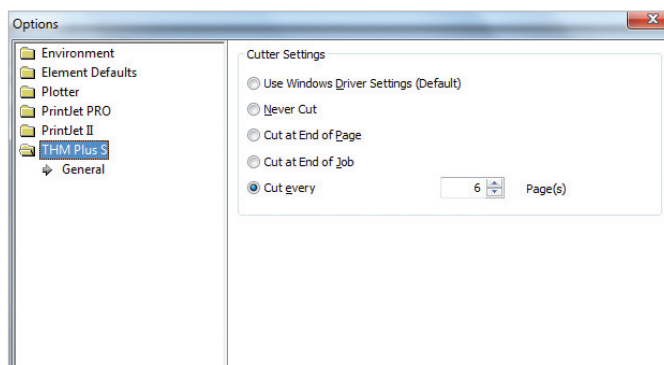 Options
Environment
Element Defaults
Plotter
PrintJet PRO
PrintJet II
THM Plus S
General
Cutter Settings
Use Windows Driver Settings (Default)
Never Cut
Cut at End of Page
Cut at End of Job
Cut every 6 Page(s)